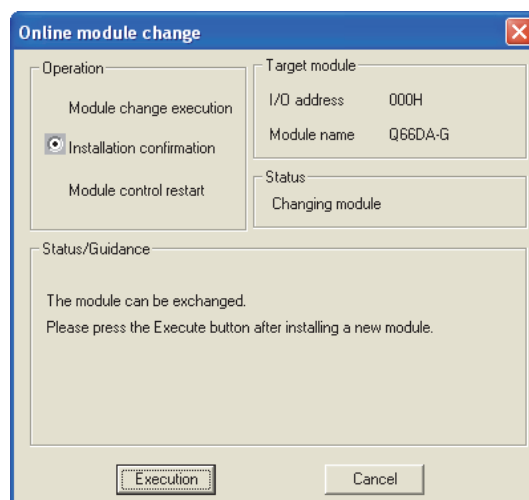 Online module change
Operation
Module change execution
Installation confirmation
Module control restart
Target module
I/O address 000H
Module name Q66DA-G
Status
Changing module
Status/Guidance
The module can be exchanged.
Please press the Execute button after installing a new module.
Execution Cancel